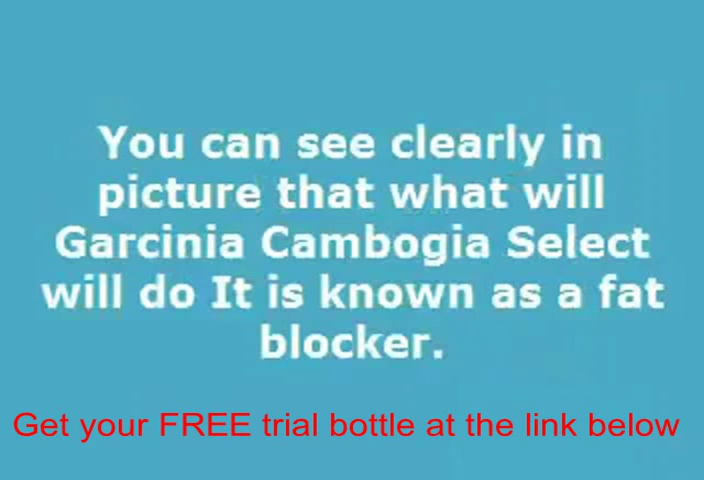 You can see clearly in
picture that what will
Garcinia Cambogia Select
will do It is known as a fat
blocker.
Get your FREE trial bottle at the link below